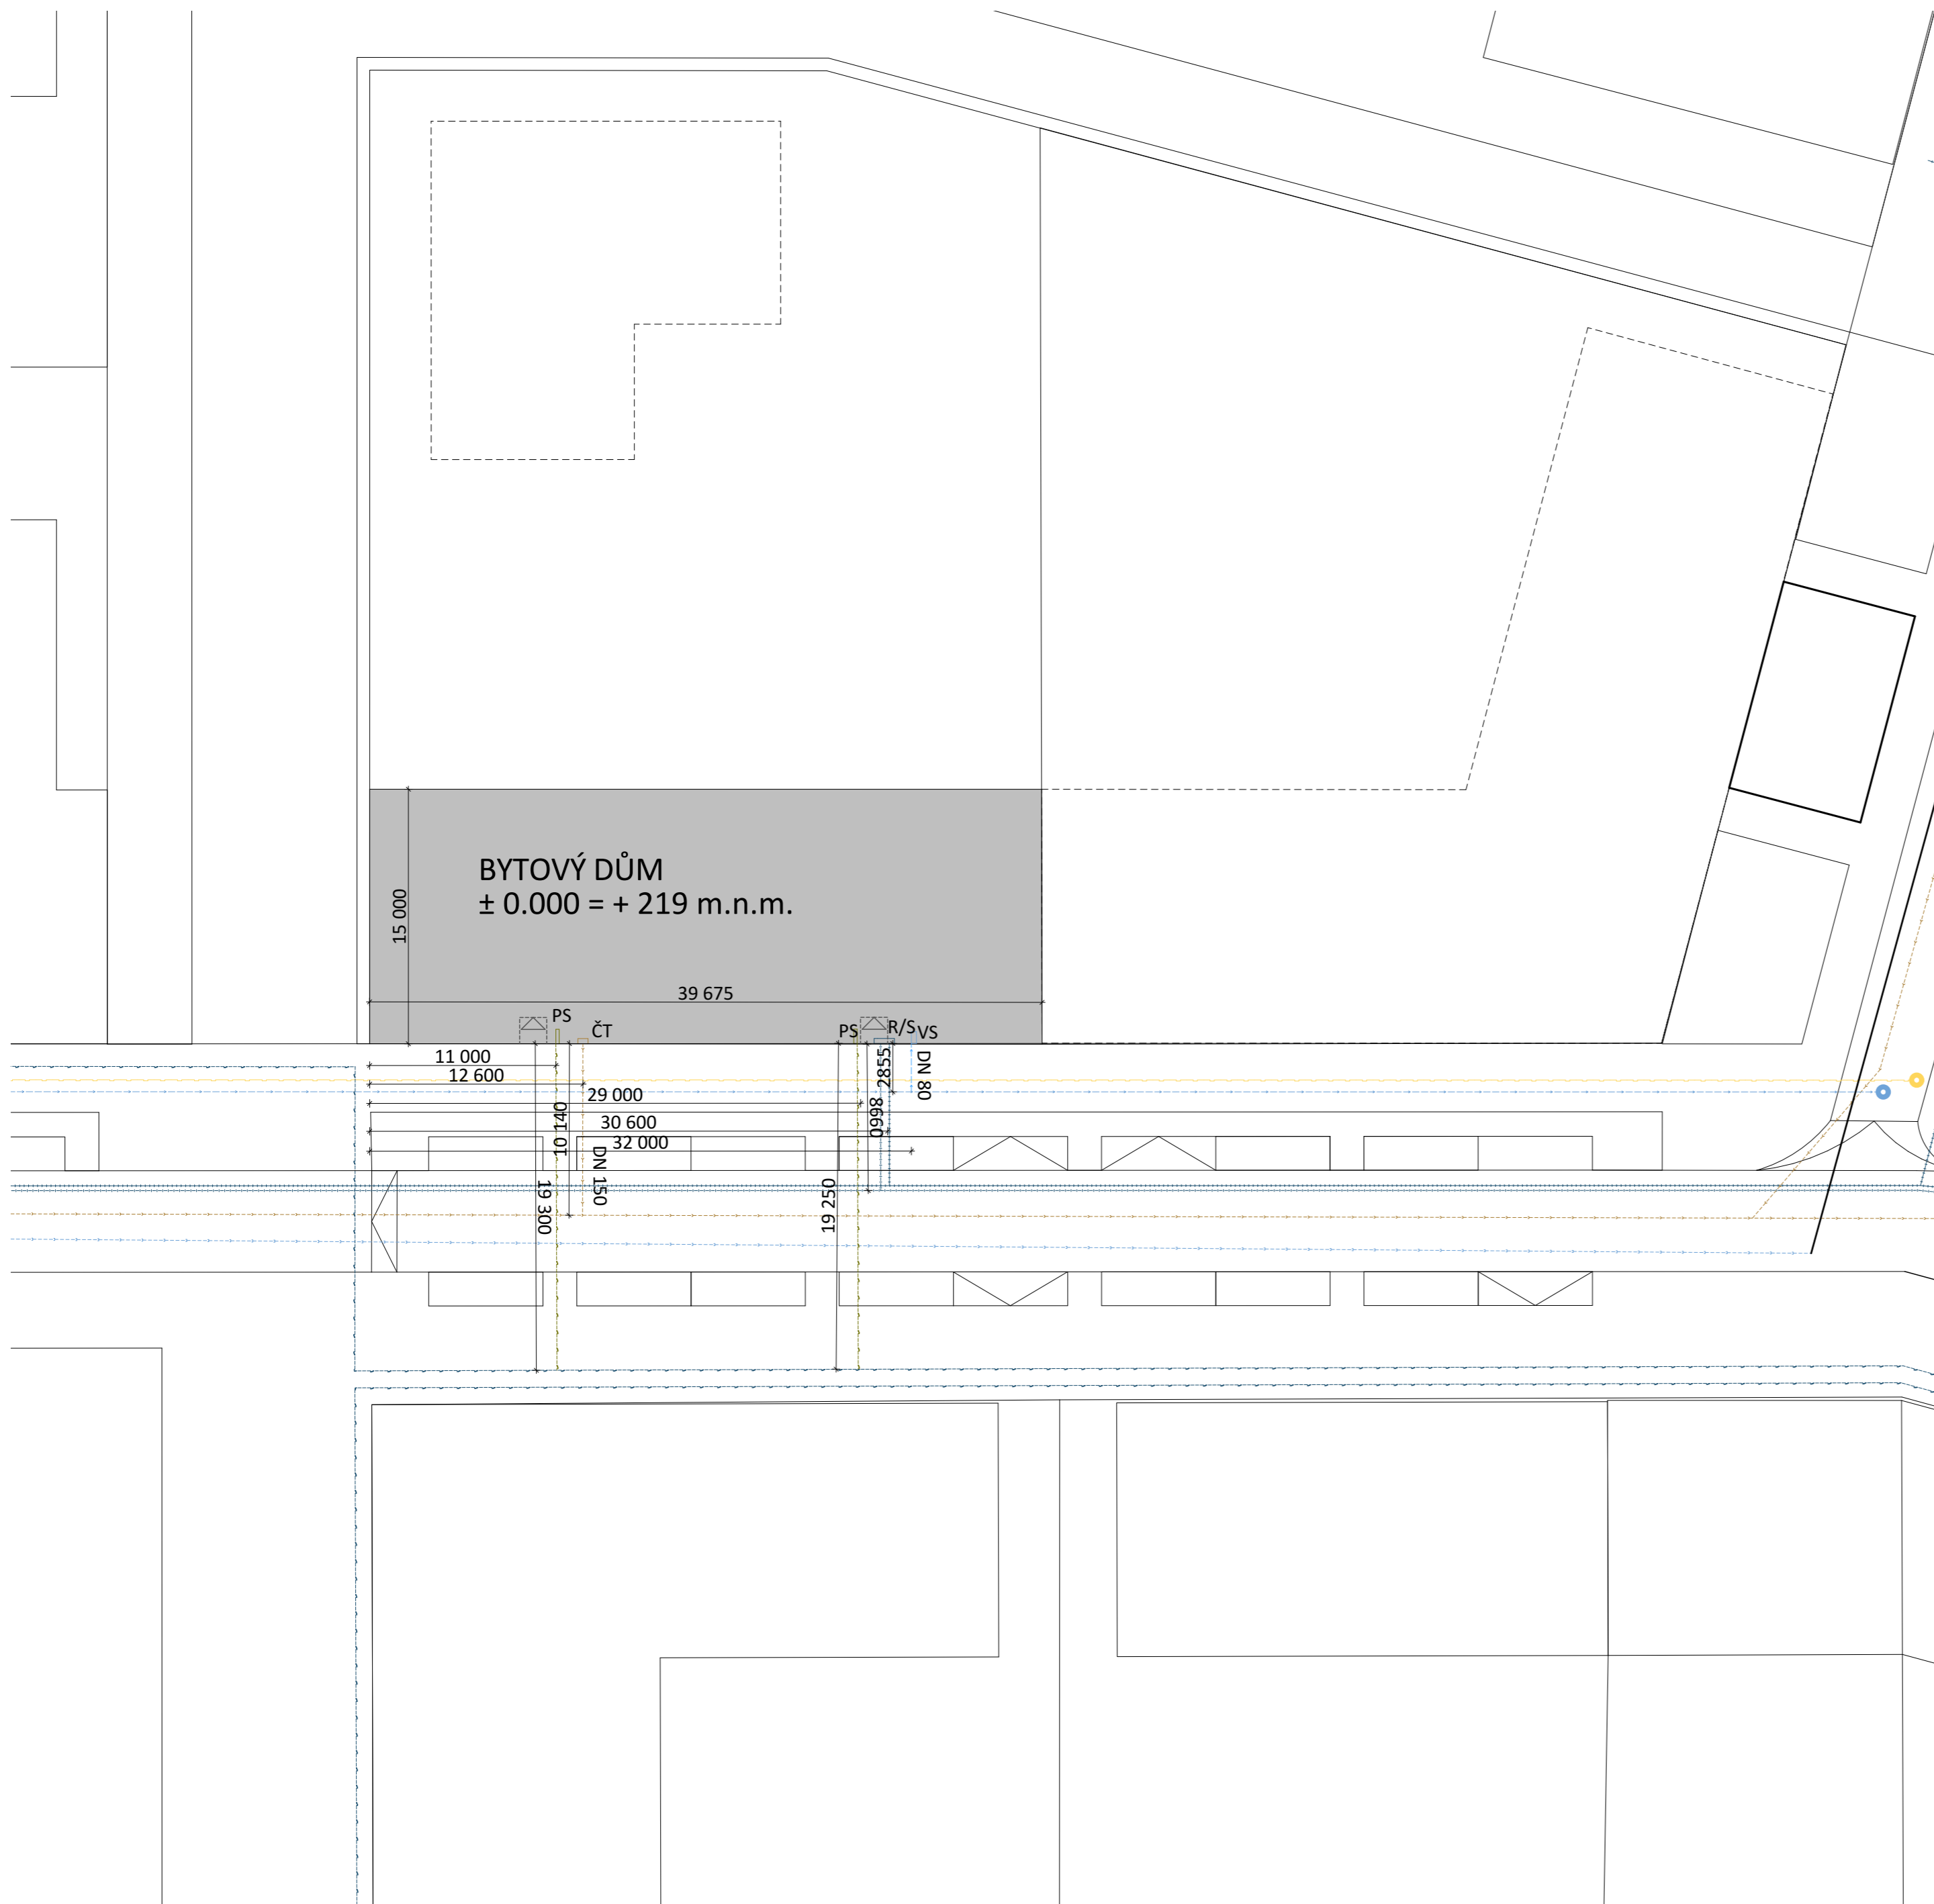 BYTOVÝ DŮM
± 0.000 = + 219 m.n.m.
15 000
39 675
PS
ČT
PS
R/S
VS
11 000
12 600
29 000
30 600
32 000
10 140
DN 150
19 300
19 250
8660
2855
DN 80